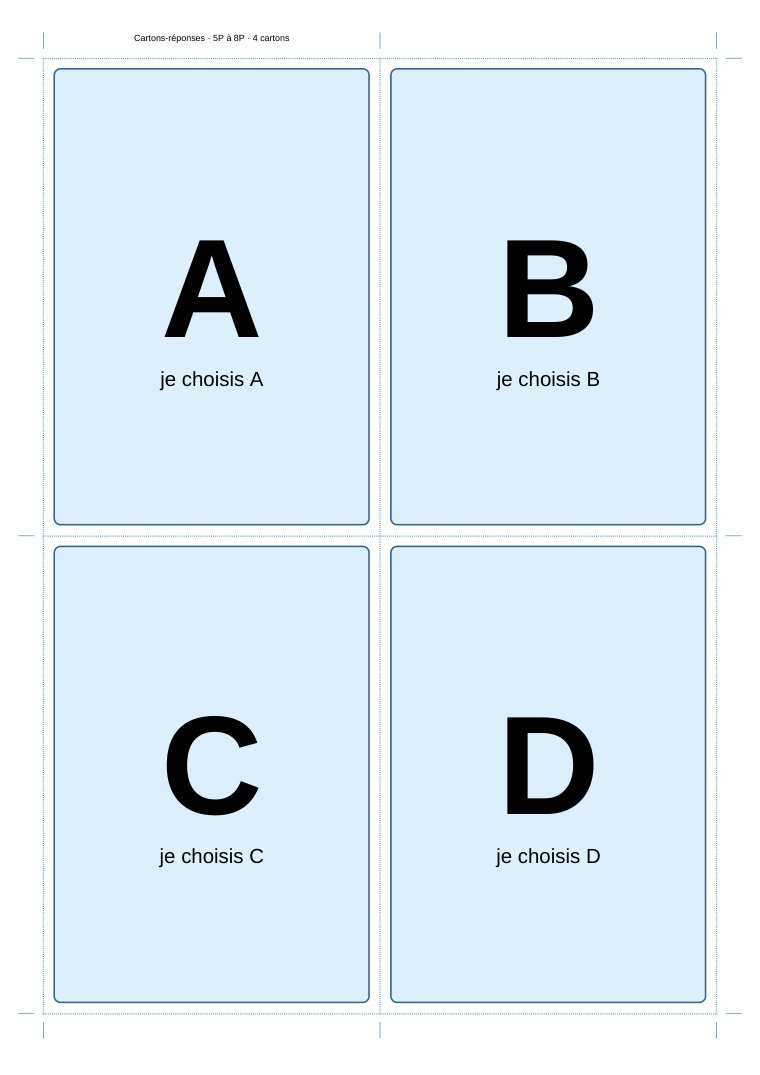 Cartons-réponses · 5P à 8P · 4 cartons
A
je choisis A
B
je choisis B
C
je choisis C
D
je choisis D